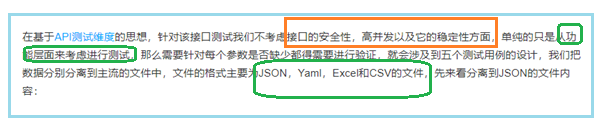 在基于API测试维度的思想，针对该接口测试我们不考虑接口的安全性，高并发以及它的稳定性方面，单纯的只是从功
能层面来考虑进行测试，那么需要针对每个参数是否缺少都得需要进行验证，就会涉及到五个测试用例的设计，我们把
数据分别分离到主流的文件中，文件的格式主要为JSON，Yaml，Excel和CSV的文件，先来看分离到JSON的文件内
容：